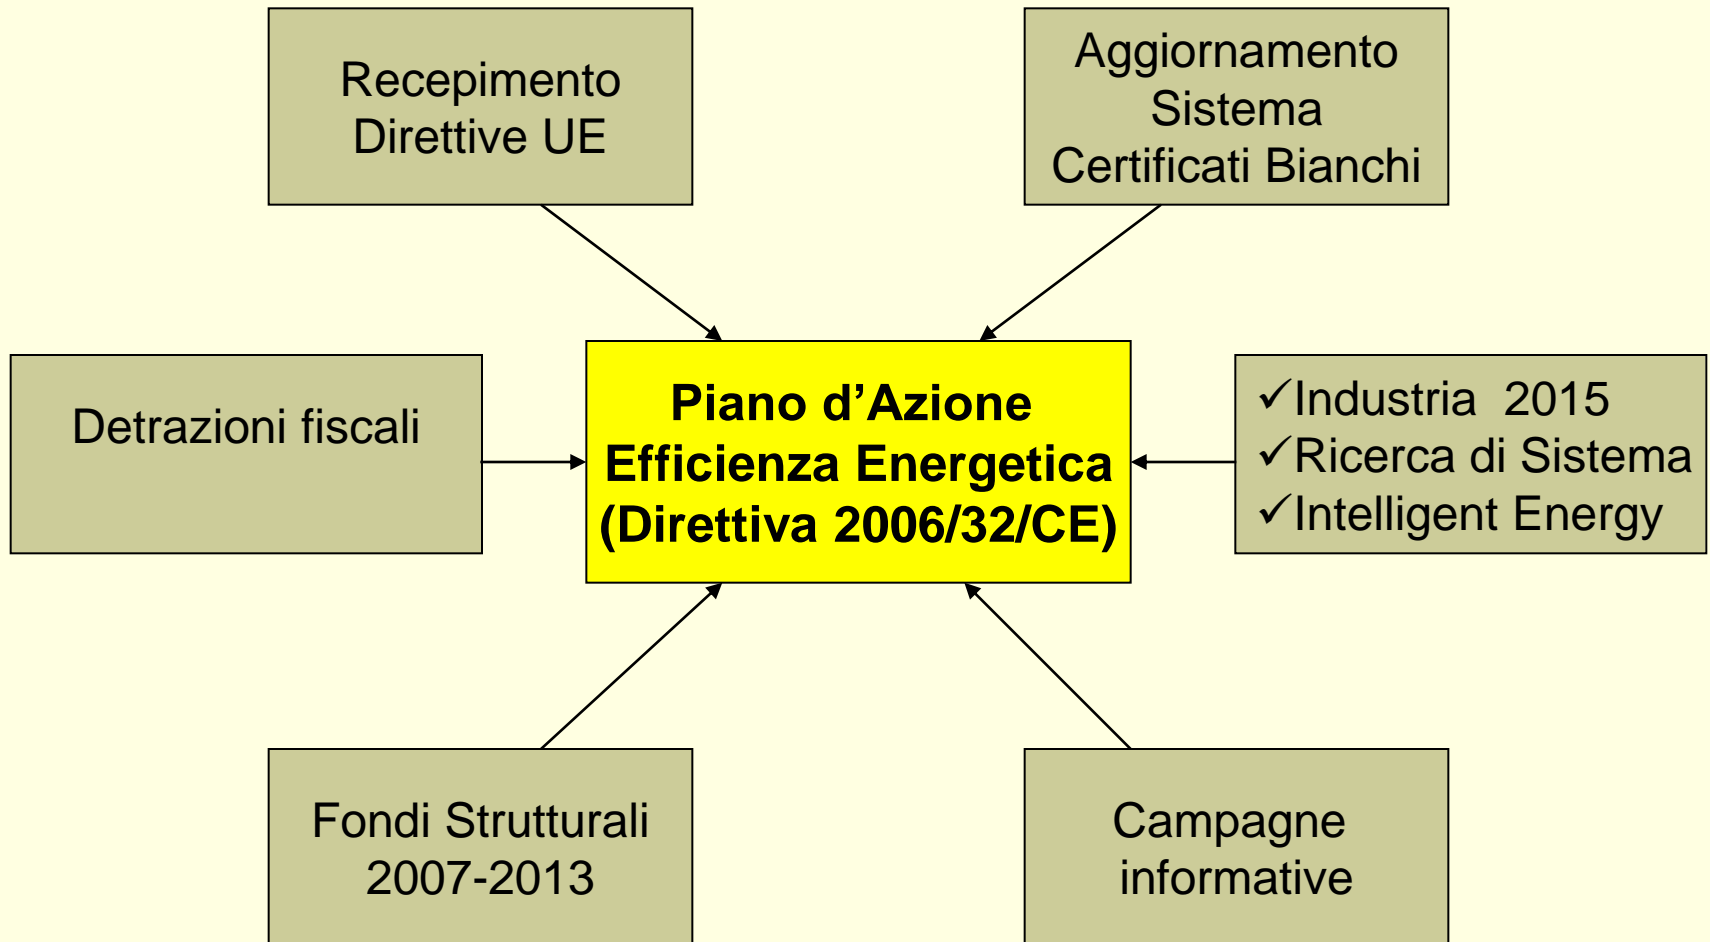 Recepimento
Direttive UE
Aggiornamento
Sistema
Certificati Bianchi
Detrazioni fiscali
Piano d’Azione
Efficienza Energetica
(Direttiva 2006/32/CE)
✓Industria 2015
✓Ricerca di Sistema
✓Intelligent Energy
Fondi Strutturali
2007-2013
Campagne
informative